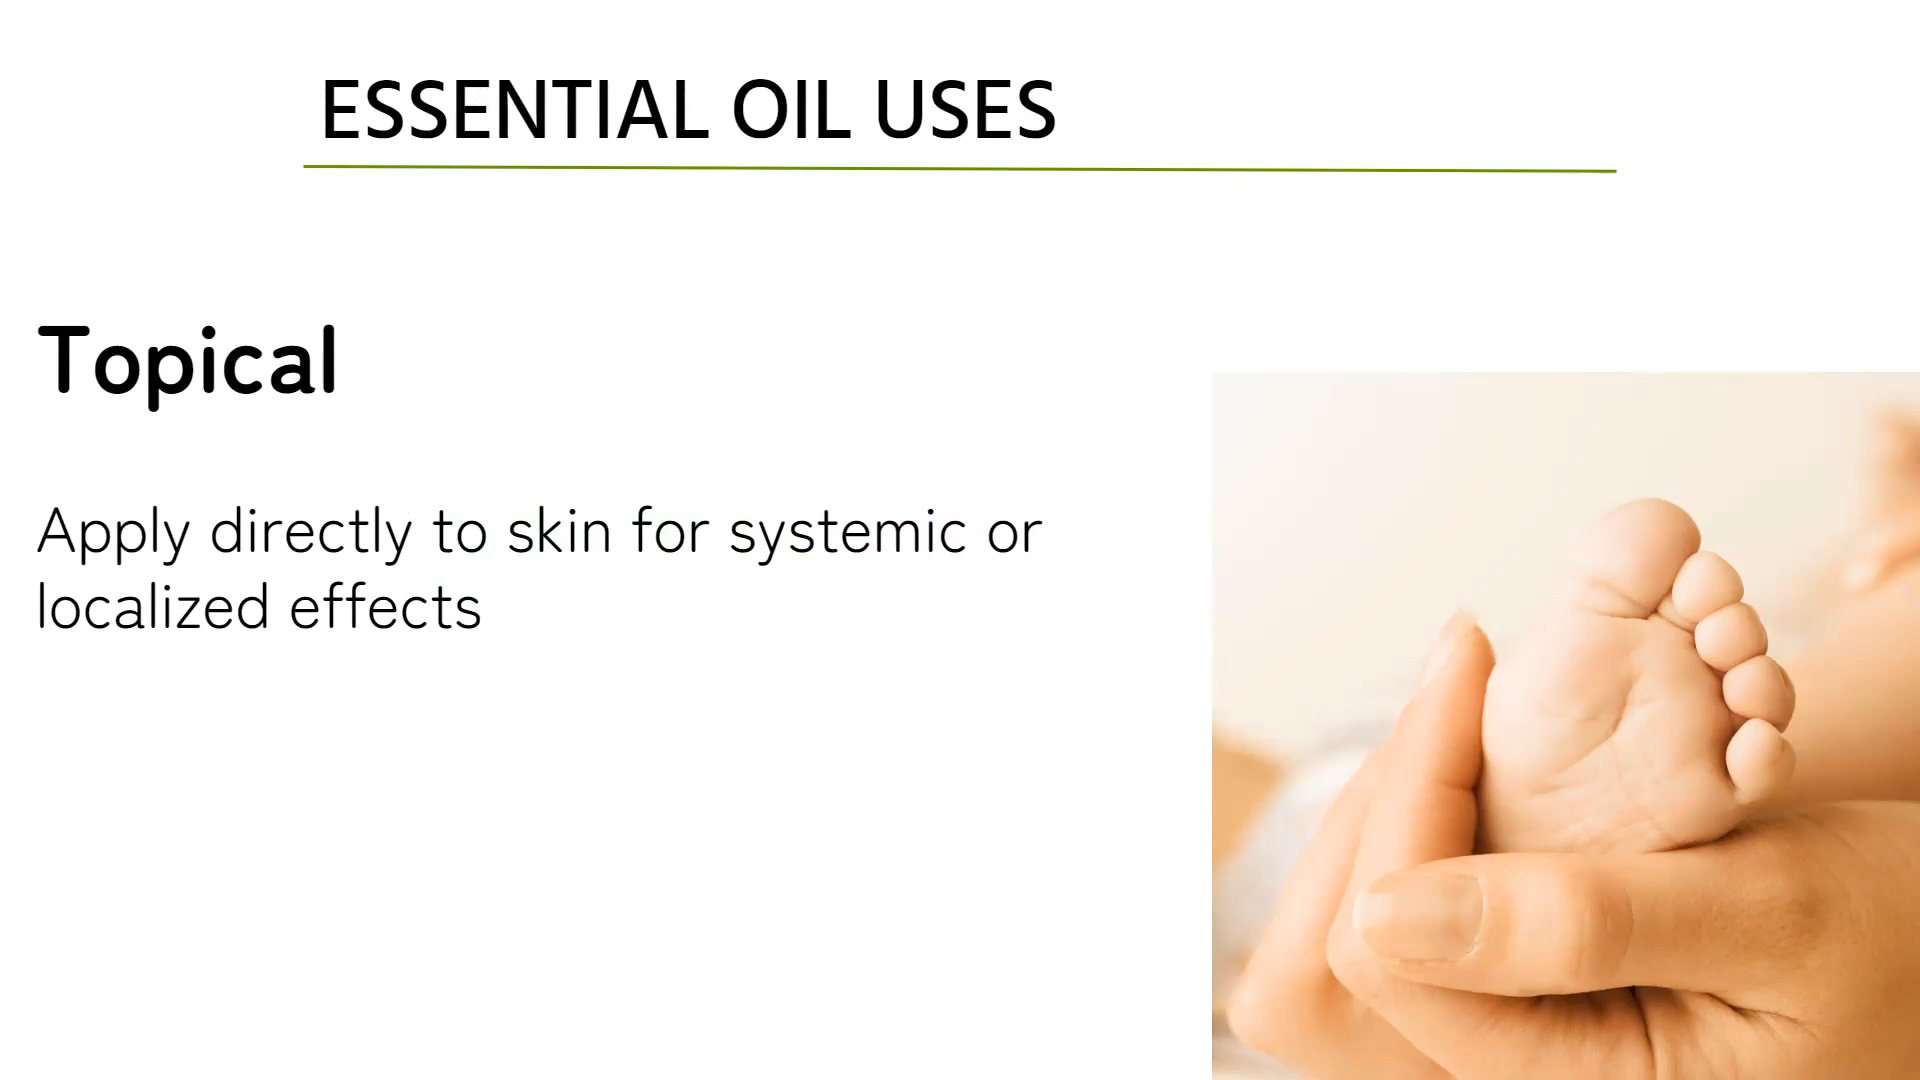 ESSENTIAL OIL USES
Topical
Apply directly to skin for systemic or
localized effects